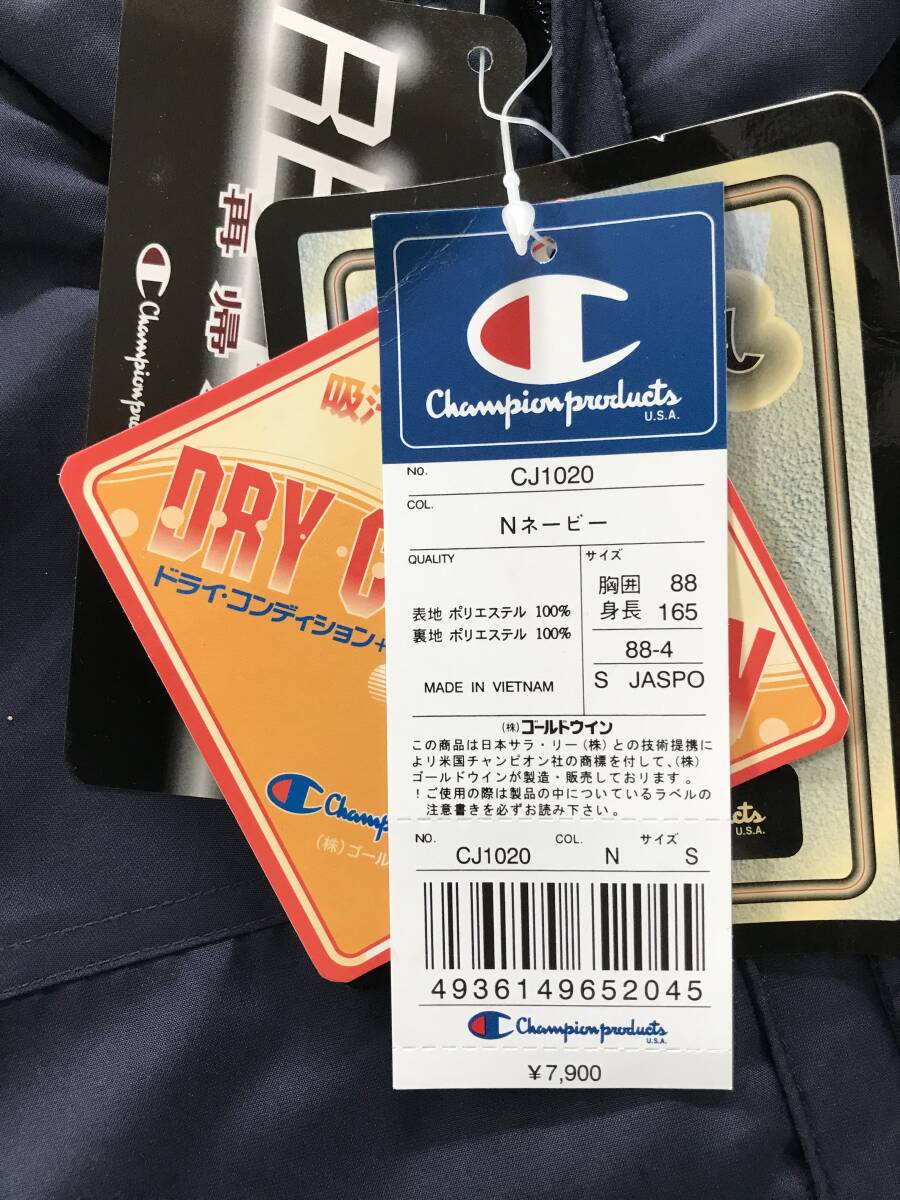 再帰
Champion
吸汗
DRY
ドライ・コンディション+
Champion
(株)ゴール
Champion products
U.S.A.
NO.
CJ1020
COL.
Nネービー
QUALITY
表地 ポリエステル 100%
裏地 ポリエステル 100%
MADE IN VIETNAM
サイズ
胸囲 88
身長 165
88-4
S JASPO
(株)ゴールドウイン
この商品は日本サラ・リー(株)との技術提携に
より米国チャンピオン社の商標を付して、(株)
ゴールドウインが製造・販売しております。
!ご使用の際は製品の中についているラベルの
注意書きを必ずお読み下さい。
NO. CJ1020 COL. N サイズ S
4936149652045
Champion products
U.S.A.
¥7,900
U.S.A.